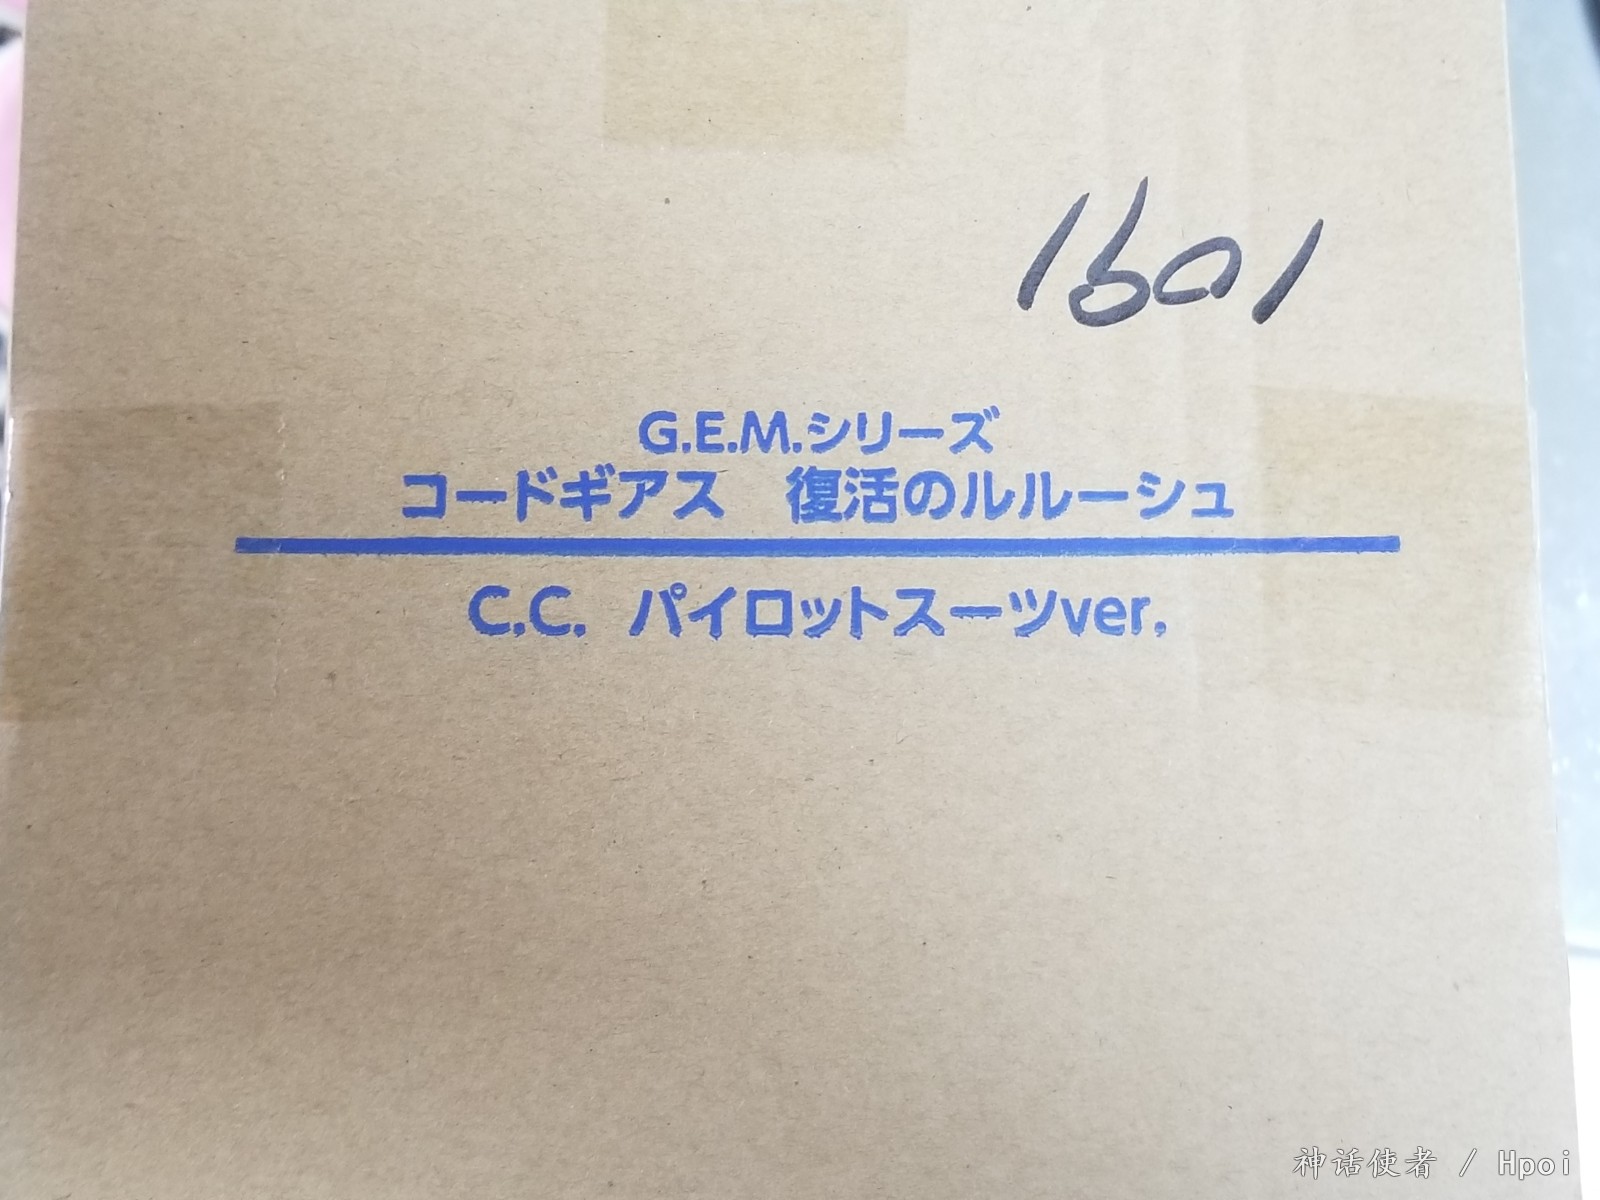 1601
G.E.M.シリーズ
コードギアス　復活のルルーシュ
C.C. パイロットスーツver.
神话使者 / Hpoi